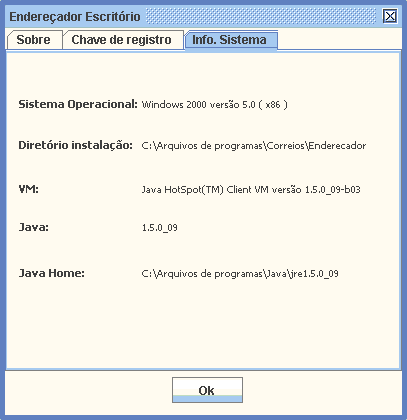 Endereçador Escritório
Sobre Chave de registro Info. Sistema
Sistema Operacional: Windows 2000 versão 5.0 ( x86 )
Diretório instalação: C:\Arquivos de programas\Correios\Enderecador
VM: Java HotSpot(TM) Client VM versão 1.5.0_09-b03
Java: 1.5.0_09
Java Home: C:\Arquivos de programas\Java\jre1.5.0_09
Ok